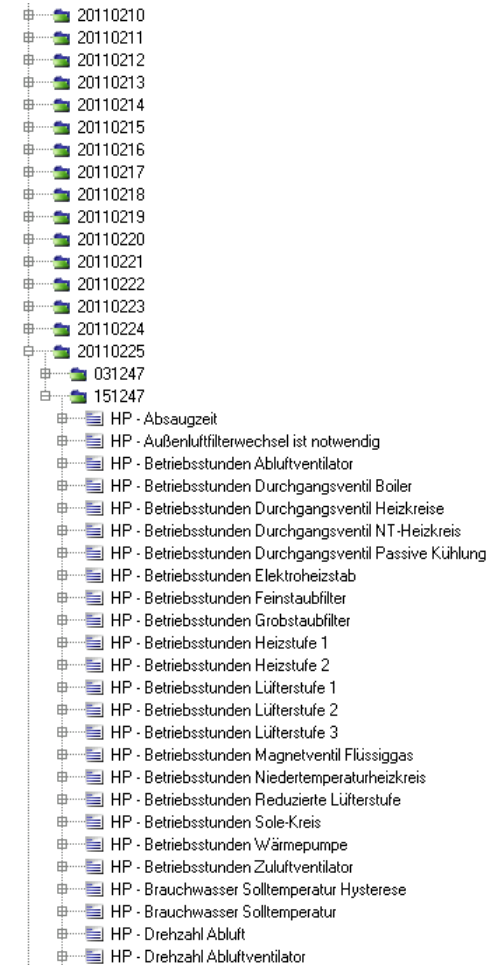 20110210
20110211
20110212
20110213
20110214
20110215
20110216
20110217
20110218
20110219
20110220
20110221
20110222
20110223
20110224
20110225
031247
151247
HP - Absaugzeit
HP - Außenluftfilterwechsel ist notwendig
HP - Betriebsstunden Abluftventilator
HP - Betriebsstunden Durchgangsventil Boiler
HP - Betriebsstunden Durchgangsventil Heizkreise
HP - Betriebsstunden Durchgangsventil NT-Heizkreis
HP - Betriebsstunden Durchgangsventil Passive Kühlung
HP - Betriebsstunden Elektroheizstab
HP - Betriebsstunden Feinstaubfilter
HP - Betriebsstunden Grobstaubfilter
HP - Betriebsstunden Heizstufe 1
HP - Betriebsstunden Heizstufe 2
HP - Betriebsstunden Lüfterstufe 1
HP - Betriebsstunden Lüfterstufe 2
HP - Betriebsstunden Lüfterstufe 3
HP - Betriebsstunden Magnetventil Flüssiggas
HP - Betriebsstunden Niedertemperaturheizkreis
HP - Betriebsstunden Reduzierte Lüfterstufe
HP - Betriebsstunden Sole-Kreis
HP - Betriebsstunden Wärmepumpe
HP - Betriebsstunden Zuluftventilator
HP - Brauchwasser Solltemperatur Hysterese
HP - Brauchwasser Solltemperatur
HP - Drehzahl Abluft
HP - Drehzahl Abluftventilator